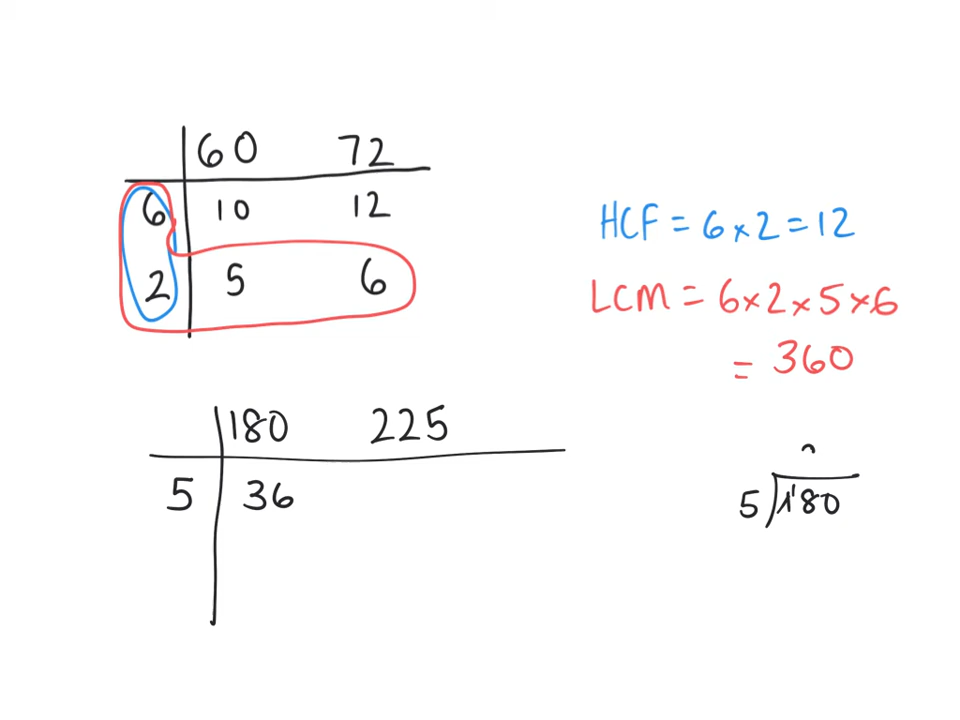 60 72
6 10 12
2 5 6
HCF = 6 × 2 = 12
LCM = 6 × 2 × 5 × 6
= 360
180 225
5 36
5 180